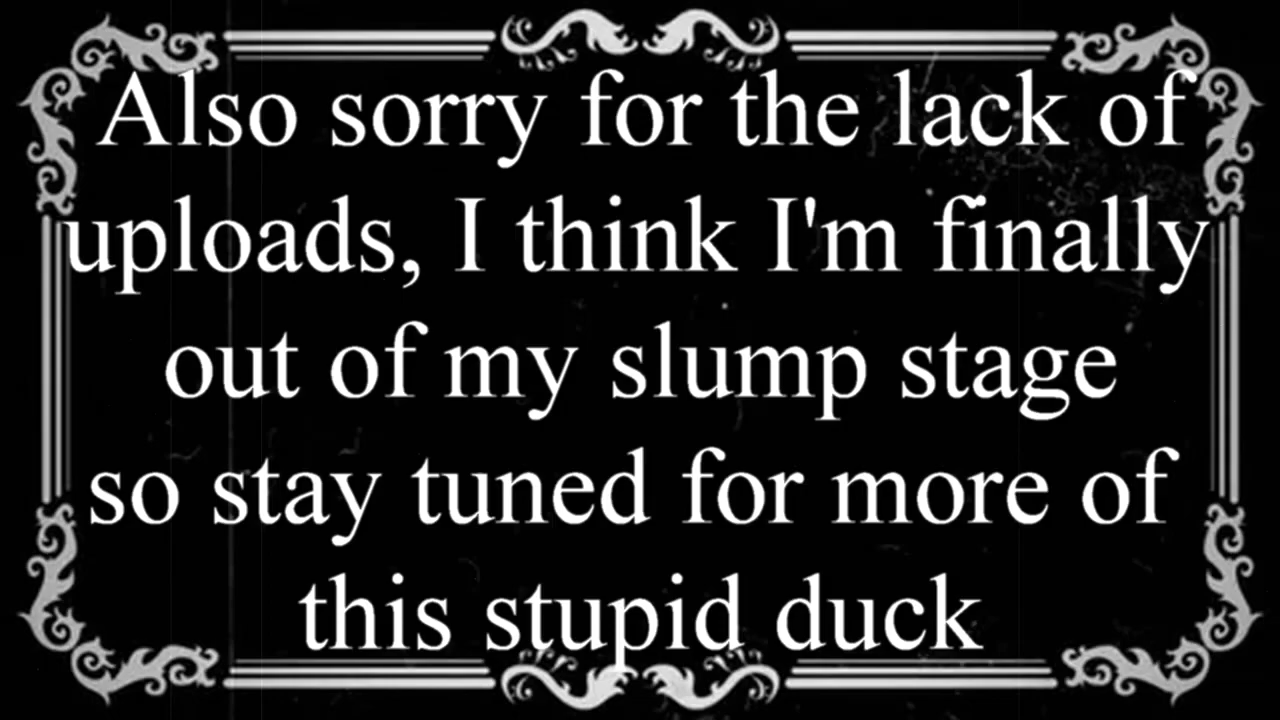 Also sorry for the lack of
uploads, I think I'm finally
out of my slump stage
so stay tuned for more of
this stupid duck